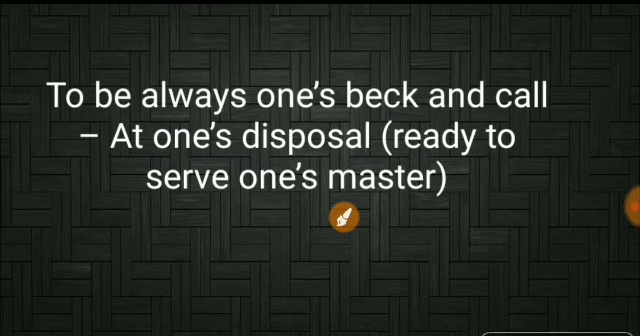 To be always one’s beck and call
– At one’s disposal (ready to
serve one’s master)